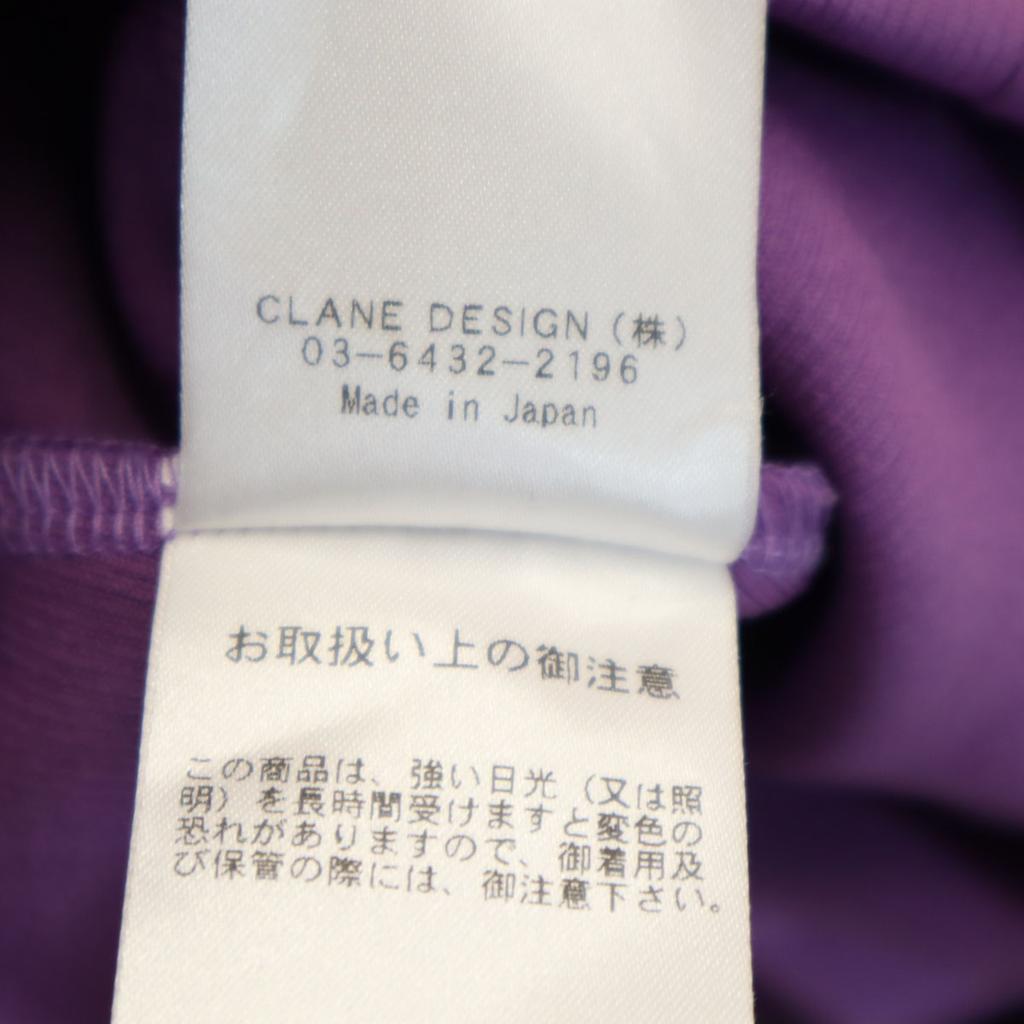 CLANE DESIGN (株)
03-6432-2196
Made in Japan
お取扱い上の御注意
この商品は、強い日光（又は照
明）を長時間受けますと変色の
恐れがありますので、御着用及
び保管の際には、御注意下さい。